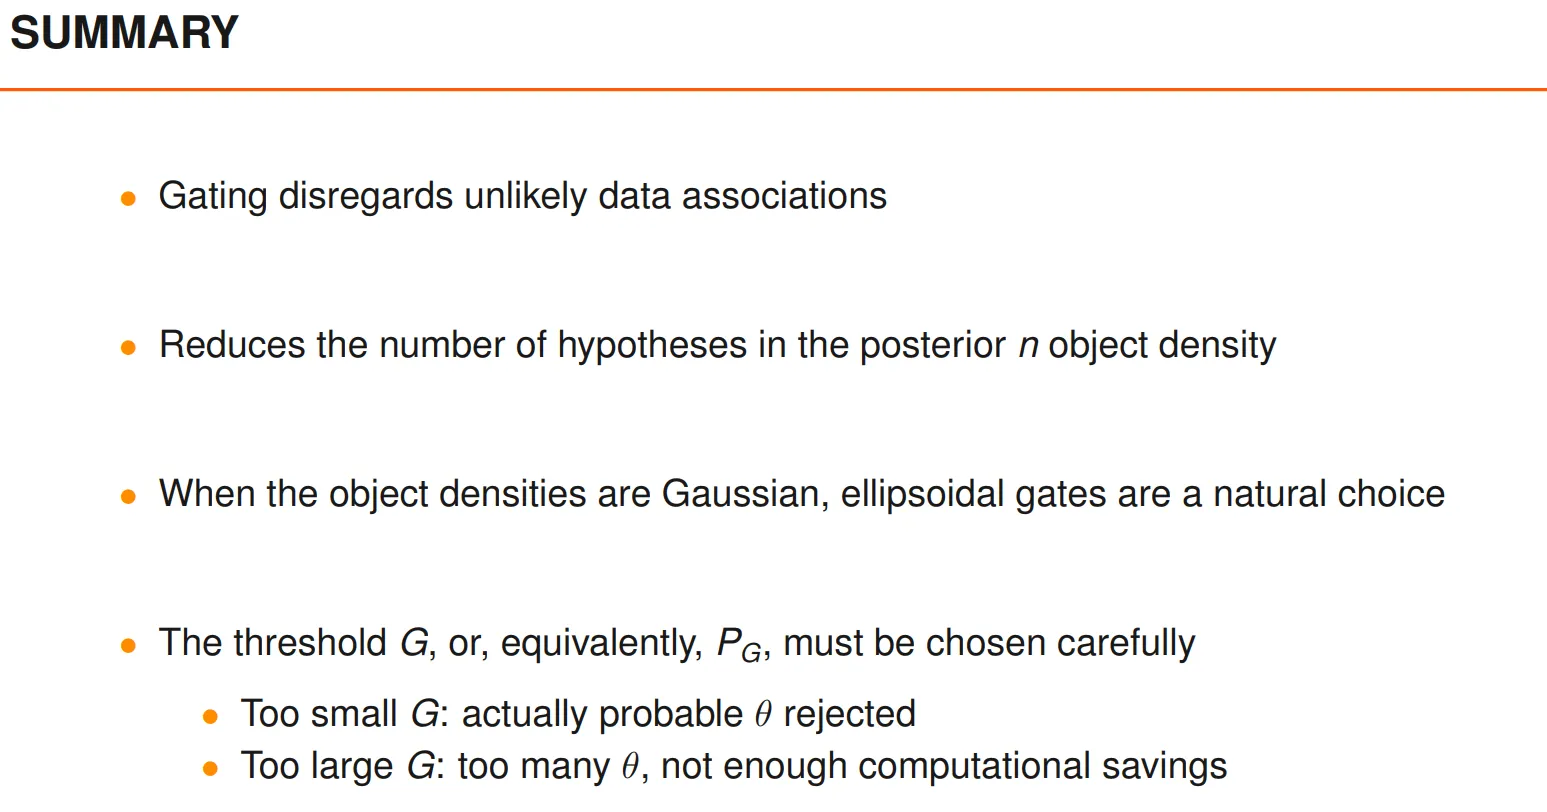 SUMMARY
• Gating disregards unlikely data associations
• Reduces the number of hypotheses in the posterior n object density
• When the object densities are Gaussian, ellipsoidal gates are a natural choice
• The threshold G, or, equivalently, P_G, must be chosen carefully
• Too small G: actually probable θ rejected
• Too large G: too many θ, not enough computational savings